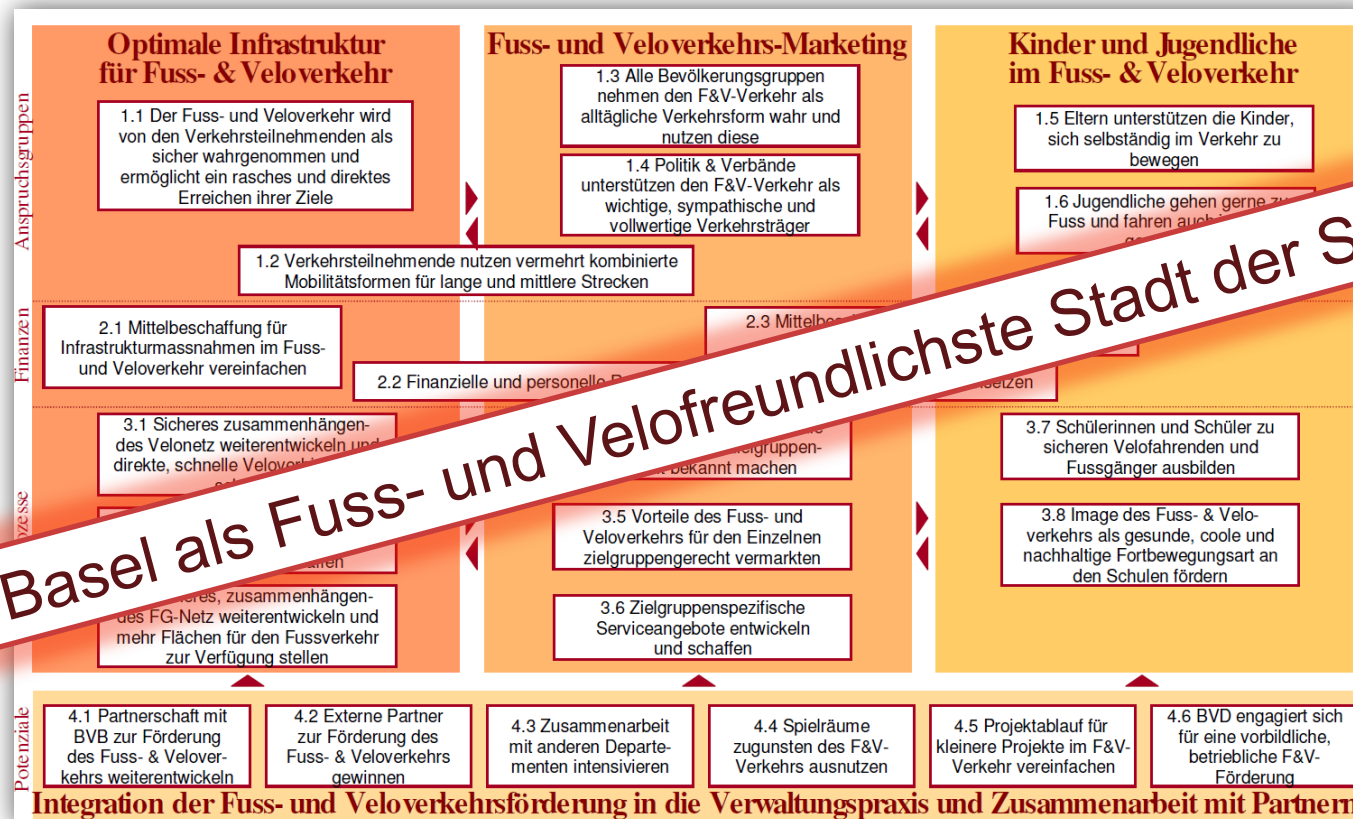 Optimale Infrastruktur
für Fuss- & Veloverkehr
Fuss- und Veloverkehrs-Marketing
Kinder und Jugendliche
im Fuss- & Veloverkehr
Anspruchsgruppen
1.1 Der Fuss- und Veloverkehr wird
von den Verkehrsteilnehmenden als
sicher wahrgenommen und
ermöglicht ein rasches und direktes
Erreichen ihrer Ziele
1.3 Alle Bevölkerungsgruppen
nehmen den F&V-Verkehr als
alltägliche Verkehrsform wahr und
nutzen diese
1.4 Politik & Verbände
unterstützen den F&V-Verkehr als
wichtige, sympathische und
vollwertige Verkehrsträger
1.5 Eltern unterstützen die Kinder,
sich selbständig im Verkehr zu
bewegen
1.6 Jugendliche gehen gerne zu
Fuss und fahren auch
1.2 Verkehrsteilnehmende nutzen vermehrt kombinierte
Mobilitätsformen für lange und mittlere Strecken
Finanzen
2.1 Mittelbeschaffung für
Infrastrukturmassnahmen im Fuss-
und Veloverkehr vereinfachen
2.3
2.2 Finanzielle und personelle
Basel als Fuss- und Velofreundlichste Stadt der S
3.1 Sicheres zusammenhängen-
des Velonetz weiterentwickeln und
direkte, schnelle
bekannt machen
3.5 Vorteile des Fuss- und
Veloverkehrs für den Einzelnen
zielgruppengerecht vermarkten
3.6 Zielgruppenspezifische
Serviceangebote entwickeln
und schaffen
3.7 Schülerinnen und Schüler zu
sicheren Velofahrenden und
Fussgänger ausbilden
3.8 Image des Fuss- & Velo-
verkehrs als gesunde, coole und
nachhaltige Fortbewegungsart an
den Schulen fördern
zusammenhängen-
des FG-Netz weiterentwickeln und
mehr Flächen für den Fussverkehr
zur Verfügung stellen
Potenziale
4.1 Partnerschaft mit
BVB zur Förderung
des Fuss- & Velover-
kehrs weiterentwickeln
4.2 Externe Partner
zur Förderung des
Fuss- & Veloverkehrs
gewinnen
4.3 Zusammenarbeit
mit anderen Departe-
menten intensivieren
4.4 Spielräume
zugunsten des F&V-
Verkehrs ausnutzen
4.5 Projektablauf für
kleinere Projekte im F&V-
Verkehr vereinfachen
4.6 BVD engagiert sich
für eine vorbildliche,
betriebliche F&V-
Förderung
Integration der Fuss- und Veloverkehrsförderung in die Verwaltungspraxis und Zusammenarbeit mit Partnern